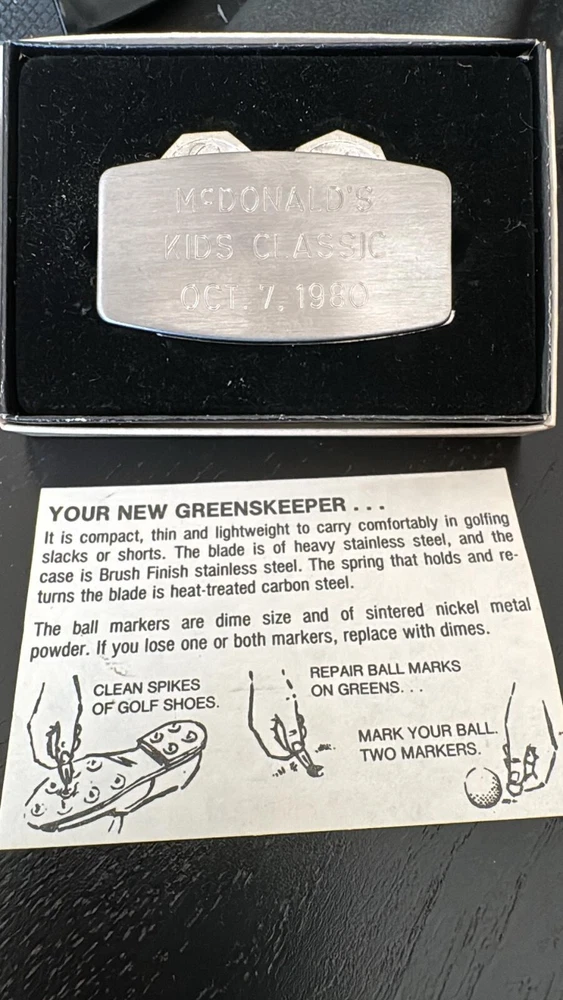 McDONALD'S
KIDS CLASSIC
OCT. 7, 1980
YOUR NEW GREENSKEEPER . . .
It is compact, thin and lightweight to carry comfortably in golfing
slacks or shorts. The blade is of heavy stainless steel, and the
case is Brush Finish stainless steel. The spring that holds and re-
turns the blade is heat-treated carbon steel.
The ball markers are dime size and of sintered nickel metal
powder. If you lose one or both markers, replace with dimes.
CLEAN SPIKES
OF GOLF SHOES.
REPAIR BALL MARKS
ON GREENS. . .
MARK YOUR BALL.
TWO MARKERS.